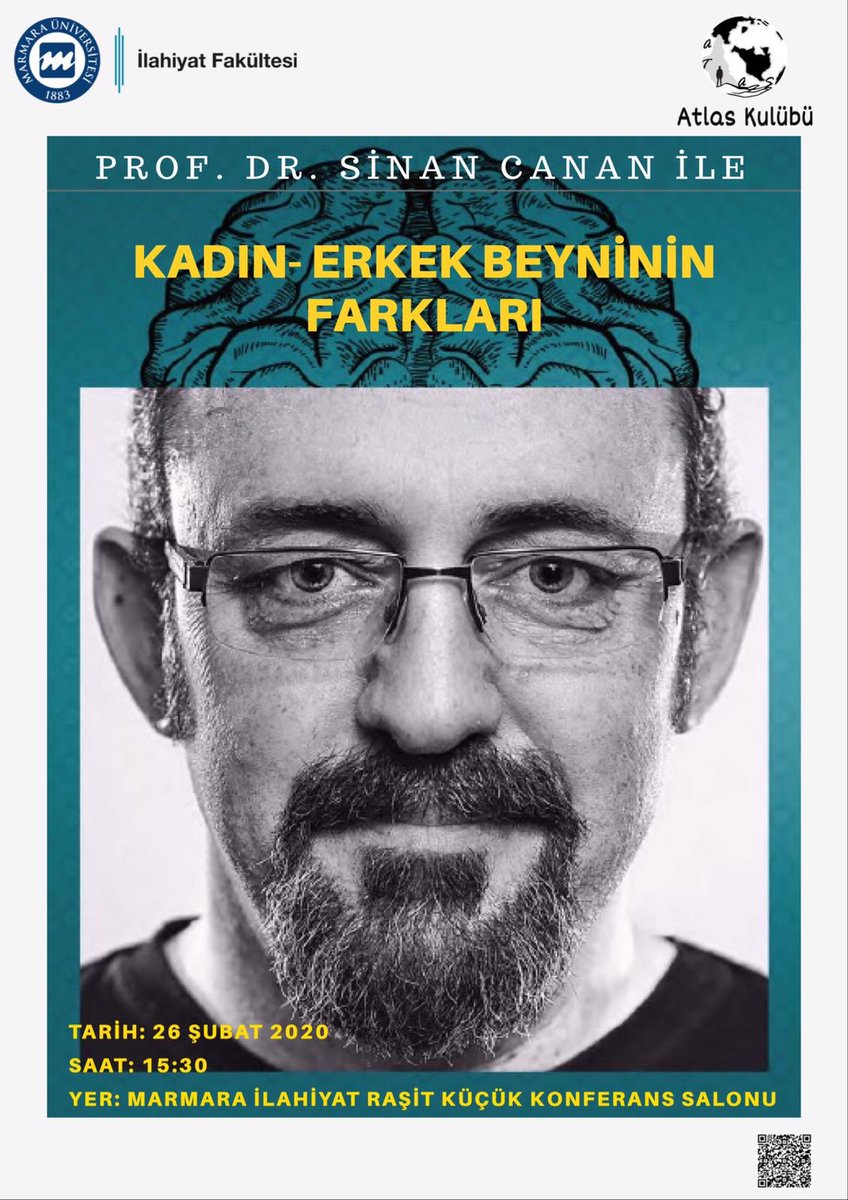 MARMARA ÜNİVERSİTESİ
m
1883
İlahiyat Fakültesi
ATLAS
Atlas Kulübü
PROF. DR. SİNAN CANAN İLE
KADIN- ERKEK BEYNİNİN
FARKLARI
TARİH: 26 ŞUBAT 2020
SAAT: 15:30
YER: MARMARA İLAHİYAT RAŞİT KÜÇÜK KONFERANS SALONU